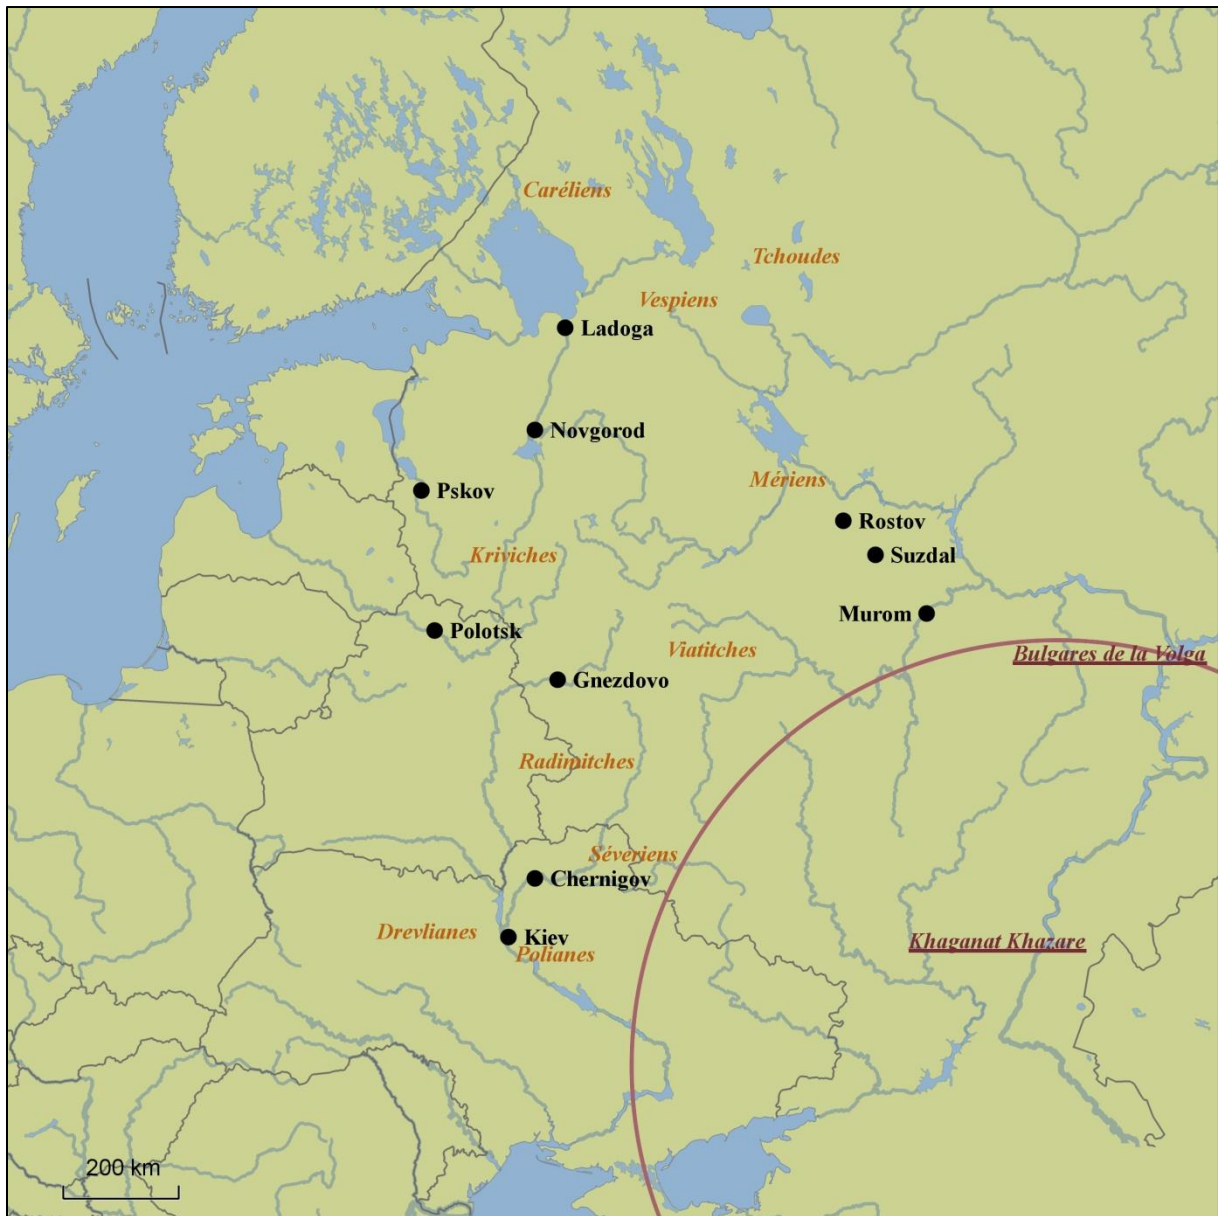 Caréliens
Tchoudes
Vespiens
Ladoga
Novgorod
Mériens
Pskov
Rostov
Kriviches
Suzdal
Murom
Polotsk
Viatitches
Bulgares de la Volga
Gnezdovo
Radimitches
Séveriens
Chernigov
Drevlianes
Kiev
Khaganat Khazare
Polianes
200 km